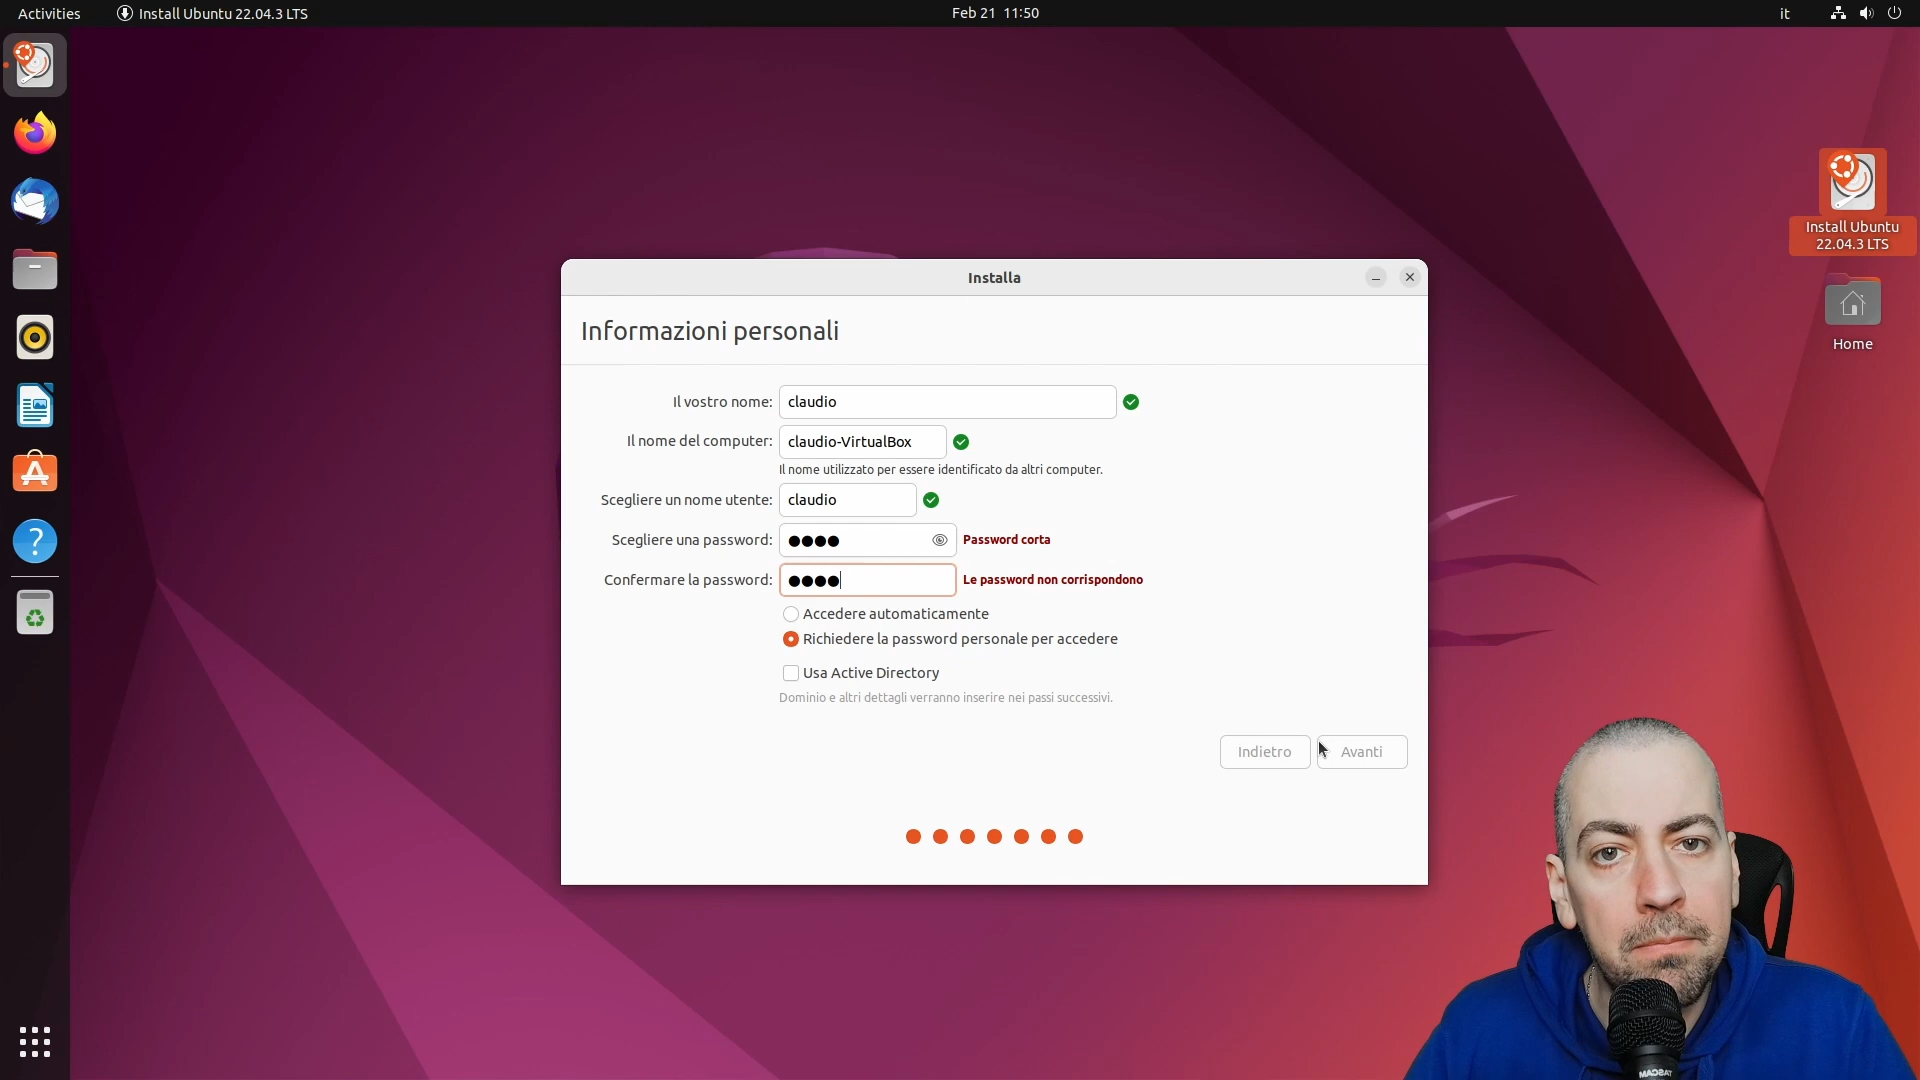 Activities
Install Ubuntu 22.04.3 LTS
Feb 21 11:50
it
Install Ubuntu
22.04.3 LTS
Home
Installa
Informazioni personali
Il vostro nome: claudio
Il nome del computer: claudio-VirtualBox
Il nome utilizzato per essere identificato da altri computer.
Scegliere un nome utente: claudio
Scegliere una password: ●●●● Password corta
Confermare la password: ●●●● Le password non corrispondono
Accedere automaticamente
Richiedere la password personale per accedere
Usa Active Directory
Dominio e altri dettagli verranno inserire nei passi successivi.
Indietro
Avanti
TASCAM